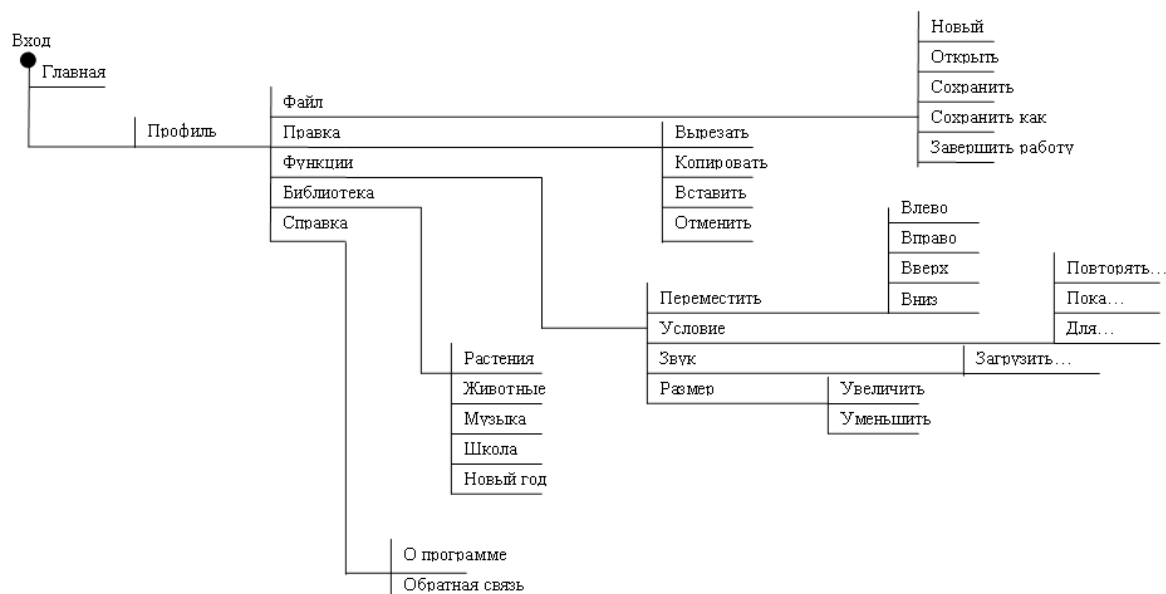 Вход
Главная
Профиль
Файл
Правка
Функции
Библиотека
Справка
Новый
Открыть
Сохранить
Сохранить как
Завершить работу
Вырезать
Копировать
Вставить
Отменить
Переместить
Условие
Звук
Размер
Влево
Вправо
Вверх
Вниз
Повторять...
Пока...
Для...
Загрузить...
Увеличить
Уменьшить
Растения
Животные
Музыка
Школа
Новый год
О программе
Обратная связь